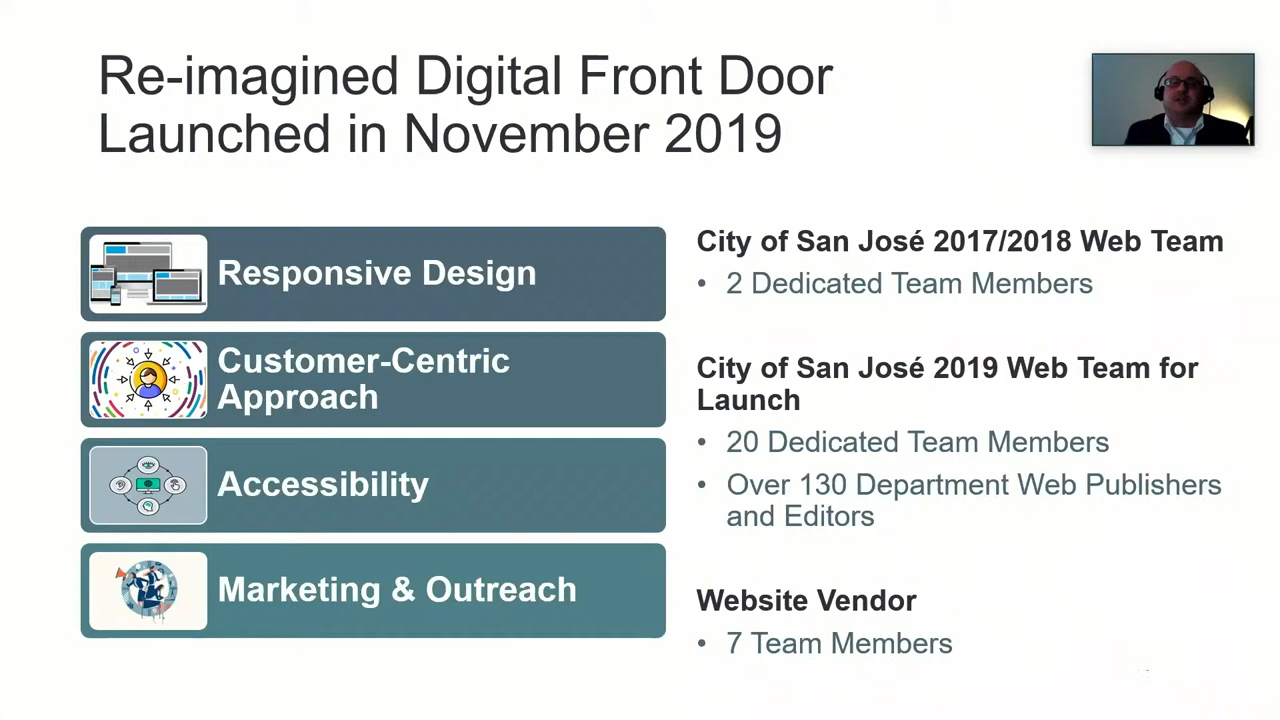 Re-imagined Digital Front Door
Launched in November 2019
Responsive Design
Customer-Centric
Approach
Accessibility
Marketing & Outreach
City of San José 2017/2018 Web Team
• 2 Dedicated Team Members
City of San José 2019 Web Team for
Launch
• 20 Dedicated Team Members
• Over 130 Department Web Publishers
and Editors
Website Vendor
• 7 Team Members